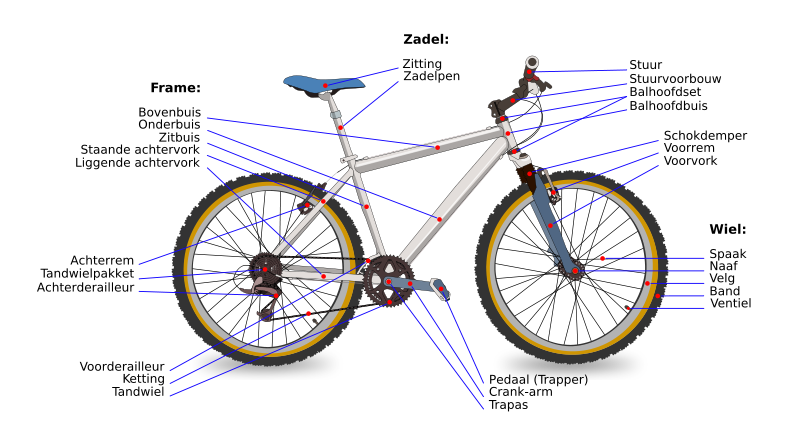 Zadel:
Zitting
Zadelpen
Frame:
Bovenbuis
Onderbuis
Zitbuis
Staande achtervork
Liggende achtervork
Stuur
Stuurvoorbouw
Balhoofdset
Balhoofdbuis
Schokdemper
Voorrem
Voorvork
Wiel:
Spaak
Naaf
Velg
Band
Ventiel
Achterrem
Tandwielpakket
Achterderailleur
Voorderailleur
Ketting
Tandwiel
Pedaal (Trapper)
Crank-arm
Trapas